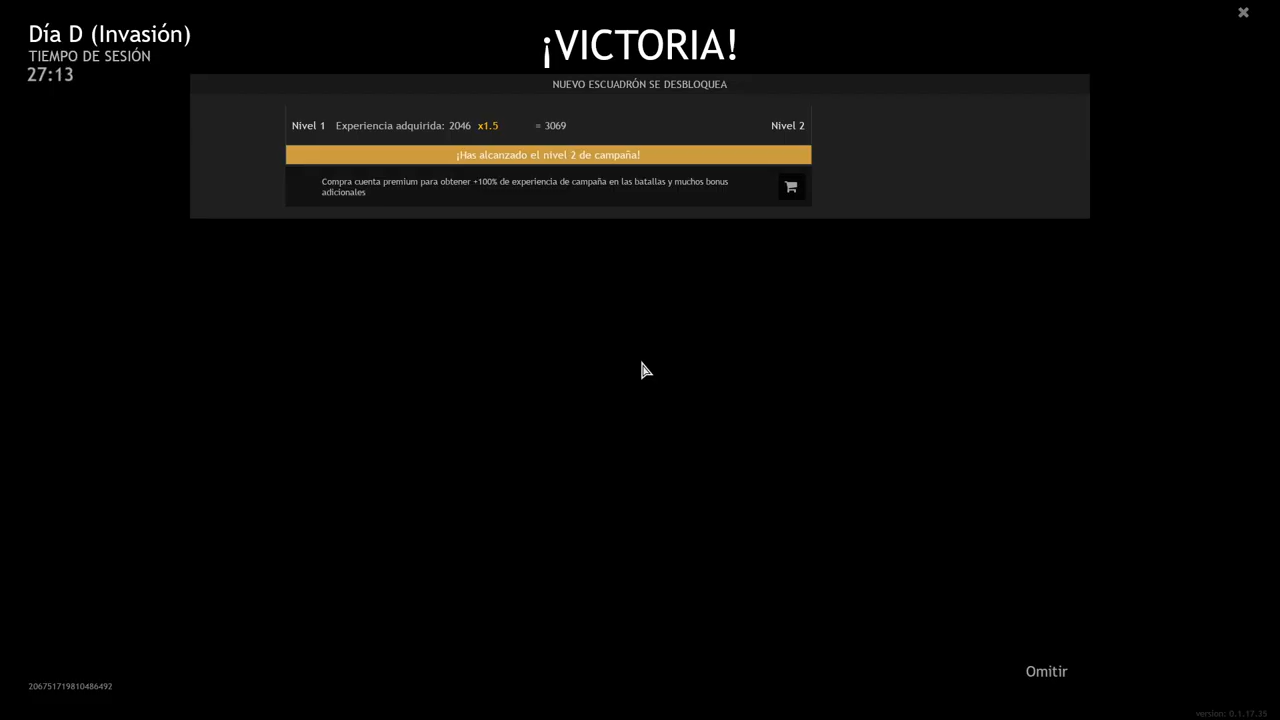 Día D (Invasión)
TIEMPO DE SESIÓN
27:13
¡VICTORIA!
NUEVO ESCUADRÓN SE DESBLOQUEA
Nivel 1 Experiencia adquirida: 2046 x1.5 = 3069 Nivel 2
¡Has alcanzado el nivel 2 de campaña!
Compra cuenta premium para obtener +100% de experiencia de campaña en las batallas y muchos bonus
adicionales
Omitir
206751719810486492
version: 0.1.17.35